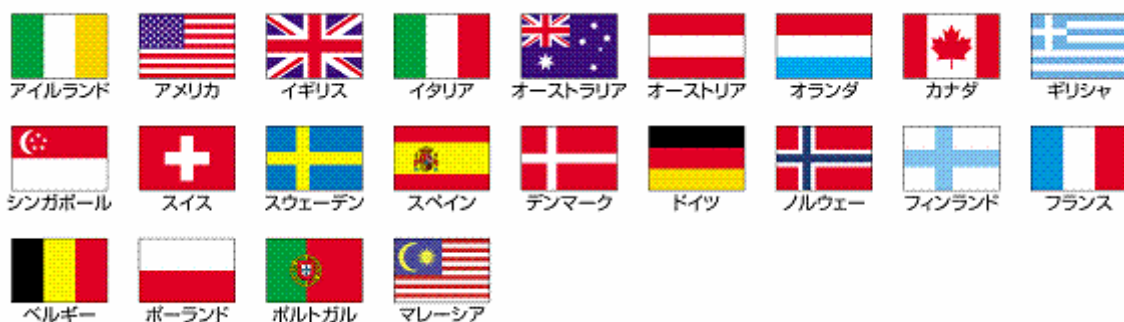 アイルランド アメリカ イギリス イタリア オーストラリア オーストリア オランダ カナダ ギリシャ
シンガポール スイス スウェーデン スペイン デンマーク ドイツ ノルウェー フィンランド フランス
ベルギー ポーランド ポルトガル マレーシア